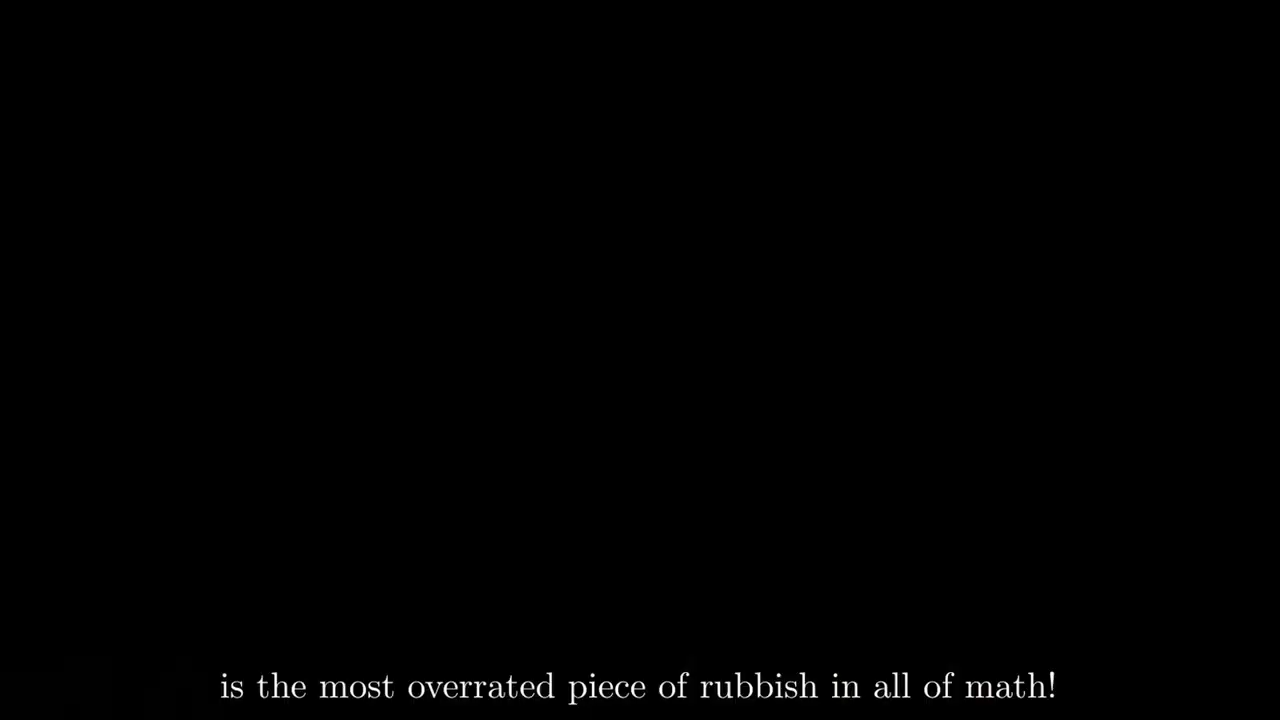 is the most overrated piece of rubbish in all of math!